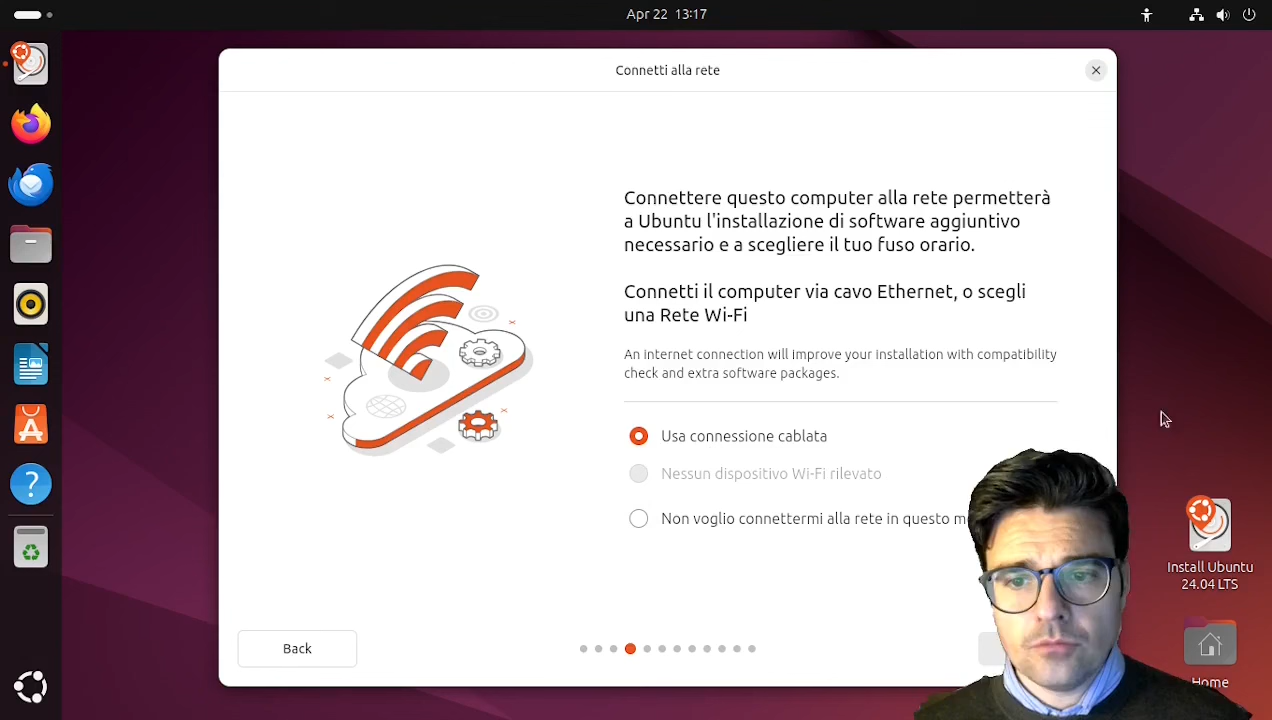 Apr 22 13:17
Connetti alla rete
Connettere questo computer alla rete permetterà
a Ubuntu l'installazione di software aggiuntivo
necessario e a scegliere il tuo fuso orario.
Connetti il computer via cavo Ethernet, o scegli
una Rete Wi-Fi
An internet connection will improve your installation with compatibility
check and extra software packages.
Usa connessione cablata
Nessun dispositivo Wi-Fi rilevato
Non voglio connettermi alla rete in questo
Back
Install Ubuntu
24.04 LTS
Home